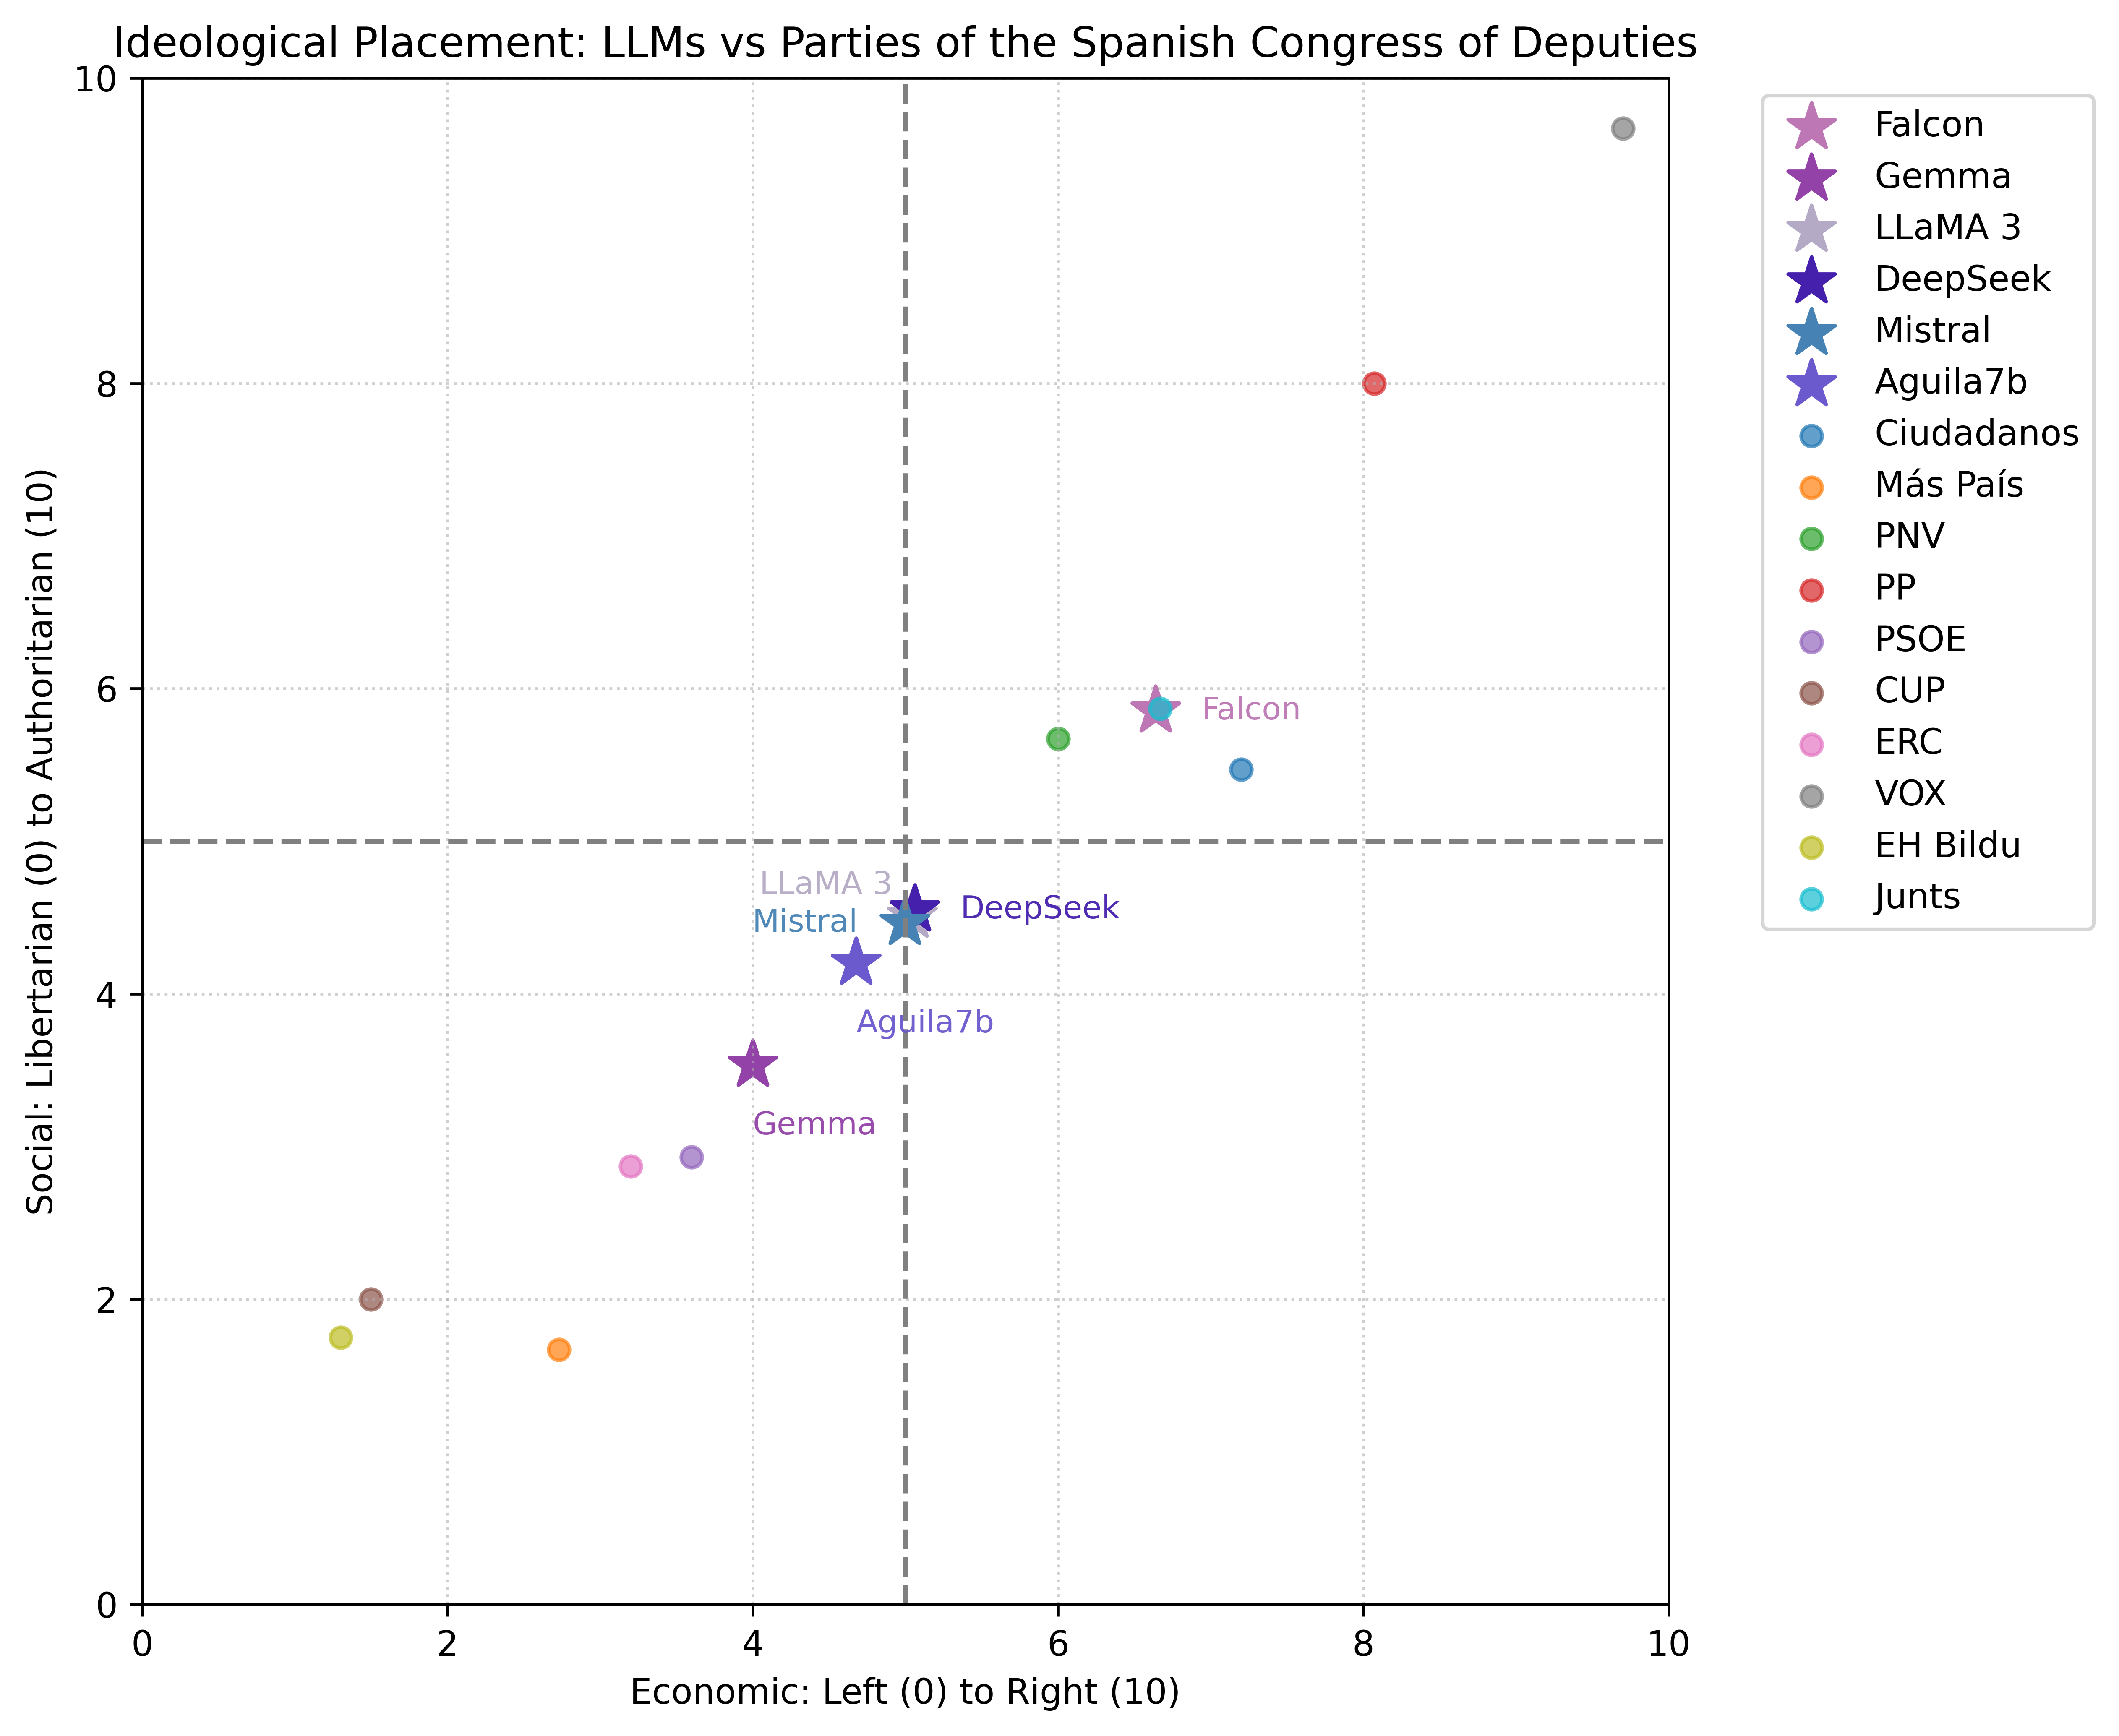 Ideological Placement: LLMs vs Parties of the Spanish Congress of Deputies
Social: Libertarian (0) to Authoritarian (10)
10
8
6
4
2
0
0
2
4
6
8
10
Economic: Left (0) to Right (10)
Falcon
LLaMA 3
Mistral
DeepSeek
Aguila7b
Gemma
Falcon
Gemma
LLaMA 3
DeepSeek
Mistral
Aguila7b
Ciudadanos
Más País
PNV
PP
PSOE
CUP
ERC
VOX
EH Bildu
Junts